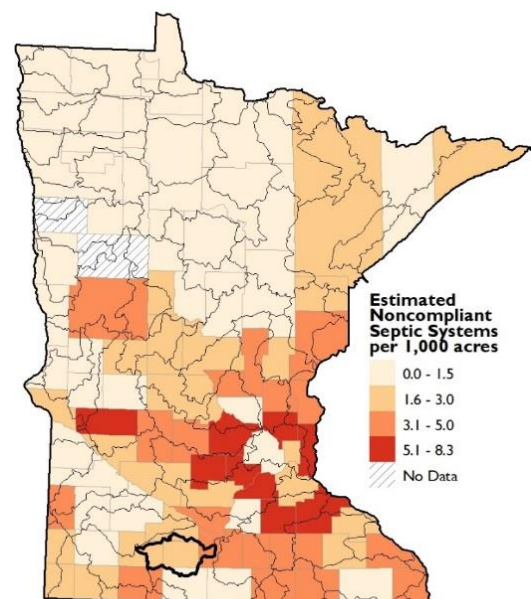 Estimated
Noncompliant
Septic Systems
per 1,000 acres
0.0 - 1.5
1.6 - 3.0
3.1 - 5.0
5.1 - 8.3
No Data